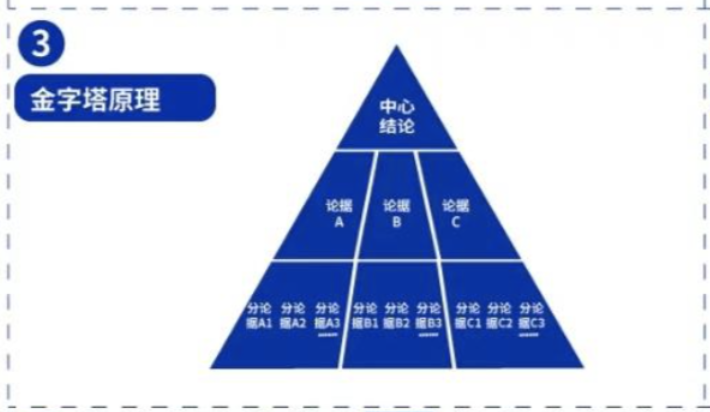 3
金字塔原理
中心
结论
论据 论据 论据
A B C
分论 分论 分论 分论 分论 分论 分论 分论 分论
据A1 据A2 据A3 据B1 据B2 据B3 据C1 据C2 据C3